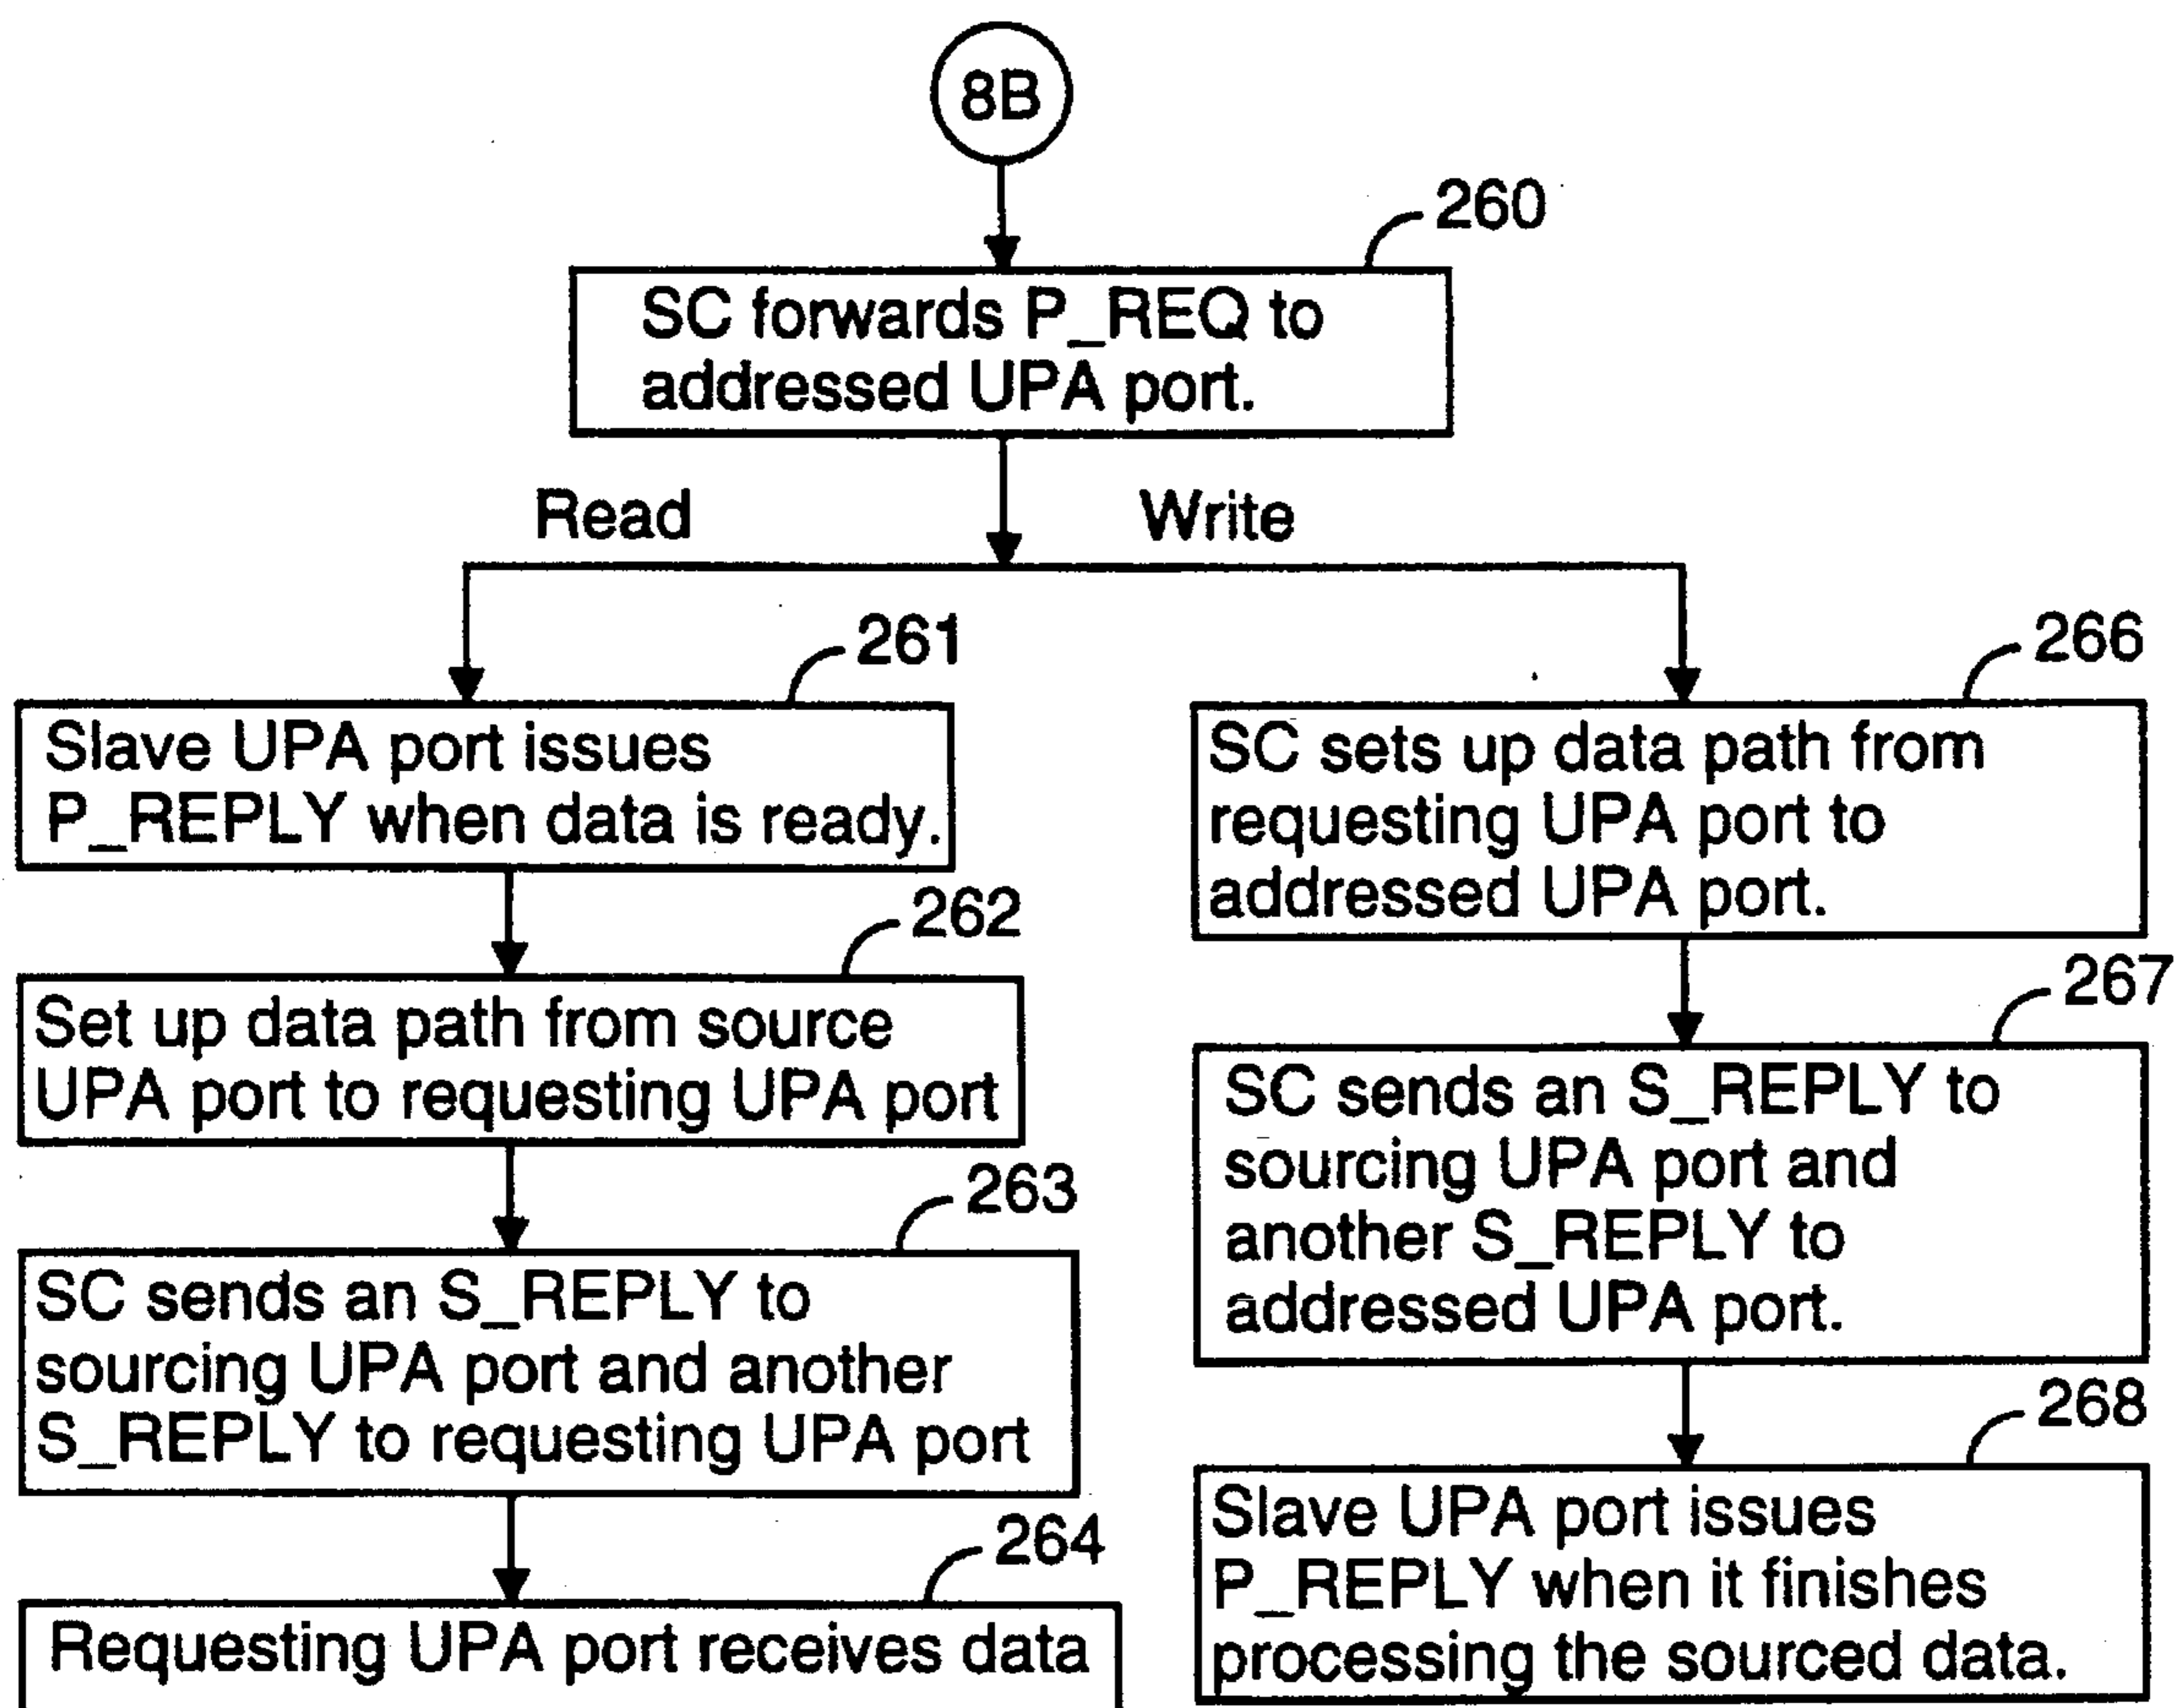 8B
260
SC forwards P_REQ to
addressed UPA port.
Read
Write
261
Slave UPA port issues
P_REPLY when data is ready.
262
Set up data path from source
UPA port to requesting UPA port
263
SC sends an S_REPLY to
sourcing UPA port and another
S_REPLY to requesting UPA port
264
Requesting UPA port receives data
266
SC sets up data path from
requesting UPA port to
addressed UPA port.
267
SC sends an S_REPLY to
sourcing UPA port and
another S_REPLY to
addressed UPA port.
268
Slave UPA port issues
P_REPLY when it finishes
processing the sourced data.